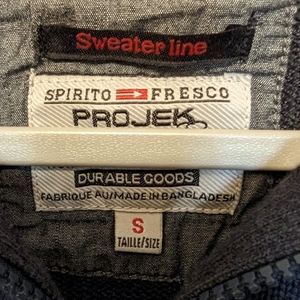 Sweater line
SPIRITO FRESCO
PROJEK
DURABLE GOODS
FABRIQUE AU/MADE IN BANGLADESH
S
TAILLE/SIZE